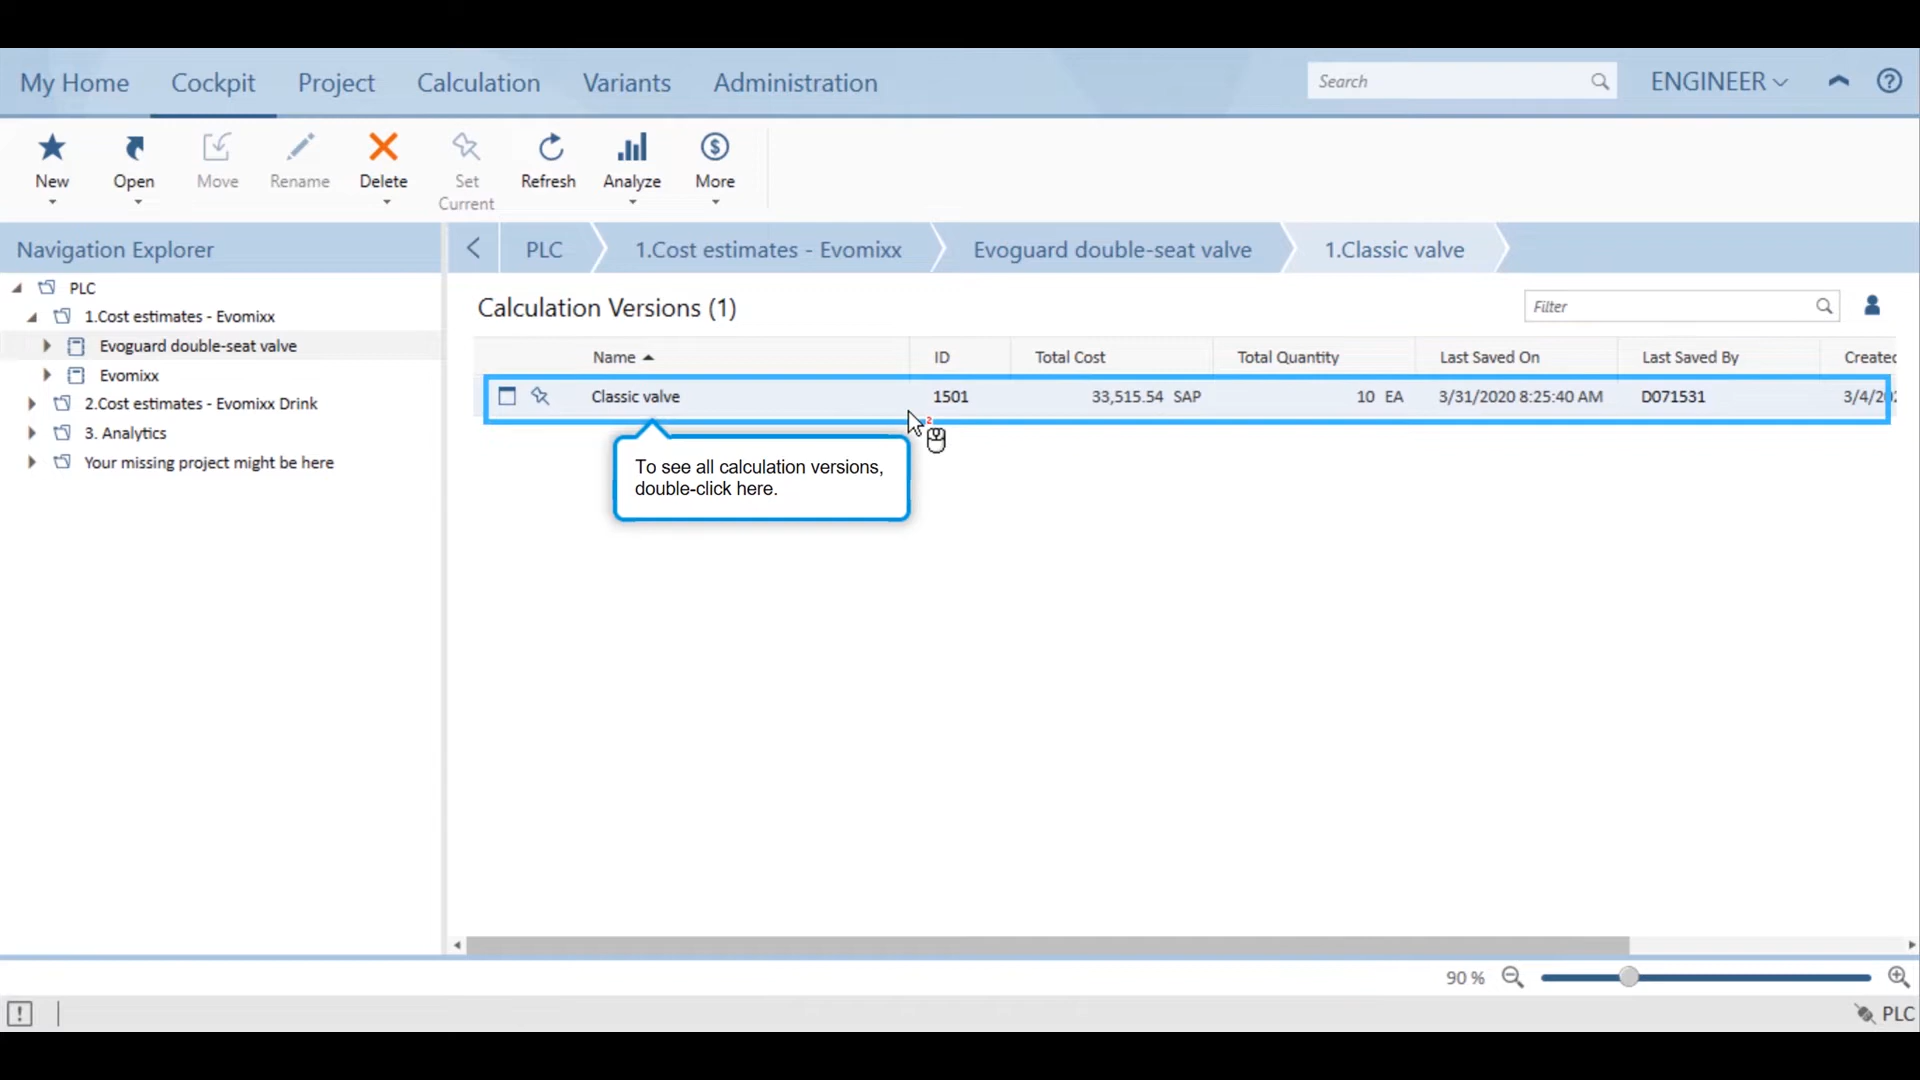 My Home Cockpit Project Calculation Variants Administration Search ENGINEER ?
New Open Move Rename Delete Set Refresh Analyze $ More
Current
Navigation Explorer PLC 1.Cost estimates - Evomixx Evoguard double-seat valve 1.Classic valve
PLC
1.Cost estimates - Evomixx
Evoguard double-seat valve
Evomixx
2.Cost estimates - Evomixx Drink
3. Analytics
Your missing project might be here
Calculation Versions (1) Filter
Name ID Total Cost Total Quantity Last Saved On Last Saved By Created
Classic valve 1501 33,515.54 SAP 10 EA 3/31/2020 8:25:40 AM D071531 3/4/20
2
To see all calculation versions,
double-click here.
90 %
! PLC